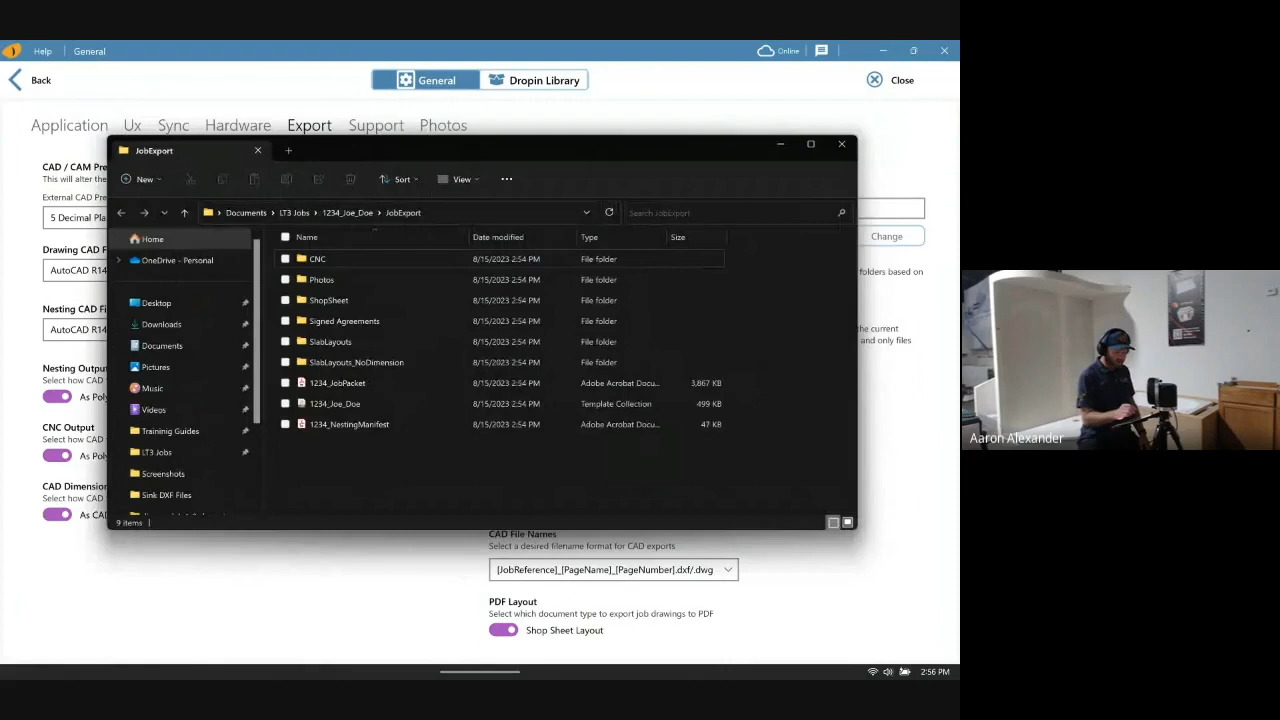 Help General Online
Back General Dropin Library Close
Application Ux Sync Hardware Export Support Photos
CAD / CAM Pre
This will alter the
External CAD Pre
5 Decimal Pla
Drawing CAD F
AutoCAD R14
Nesting CAD Fi
AutoCAD R14
Nesting Outpu
Select how CAD
As Poly
CNC Output
Select how CAD
As Poly
CAD Dimensio
Select how CAD
As CA
Change
folders based on
the current
and only files
JobExport
New Sort View
Documents LT3 Jobs 1234_Joe_Doe JobExport Search JobExport
Home
OneDrive - Personal
Desktop
Downloads
Documents
Pictures
Music
Videos
Training Guides
LT3 Jobs
Screenshots
Sink DXF Files
Name Date modified Type Size
CNC 8/15/2023 2:54 PM File folder
Photos 8/15/2023 2:54 PM File folder
ShopSheet 8/15/2023 2:54 PM File folder
Signed Agreements 8/15/2023 2:54 PM File folder
SlabLayouts 8/15/2023 2:54 PM File folder
SlabLayouts_NoDimension 8/15/2023 2:54 PM File folder
1234_JobPacket 8/15/2023 2:54 PM Adobe Acrobat Docu... 3,867 KB
1234_Joe_Doe 8/15/2023 2:54 PM Template Collection 499 KB
1234_NestingManifest 8/15/2023 2:54 PM Adobe Acrobat Docu... 47 KB
9 items
CAD File Names
Select a desired filename format for CAD exports
[JobReference]_[PageName]_[PageNumber].dxf/.dwg
PDF Layout
Select which document type to export job drawings to PDF
Shop Sheet Layout
2:56 PM
Aaron Alexander